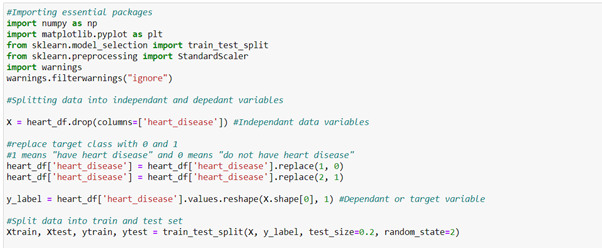 #Importing essential packages
import numpy as np
import matplotlib.pyplot as plt
from sklearn.model_selection import train_test_split
from sklearn.preprocessing import StandardScaler
import warnings
warnings.filterwarnings("ignore")
#Splitting data into independant and depedant variables
X = heart_df.drop(columns=['heart_disease']) #Independant data variables
#replace target class with 0 and 1
#1 means "have heart disease" and 0 means "do not have heart disease"
heart_df['heart_disease'] = heart_df['heart_disease'].replace(1, 0)
heart_df['heart_disease'] = heart_df['heart_disease'].replace(2, 1)
y_label = heart_df['heart_disease'].values.reshape(X.shape[0], 1) #Dependant or target variable
#Split data into train and test set
Xtrain, Xtest, ytrain, ytest = train_test_split(X, y_label, test_size=0.2, random_state=2)